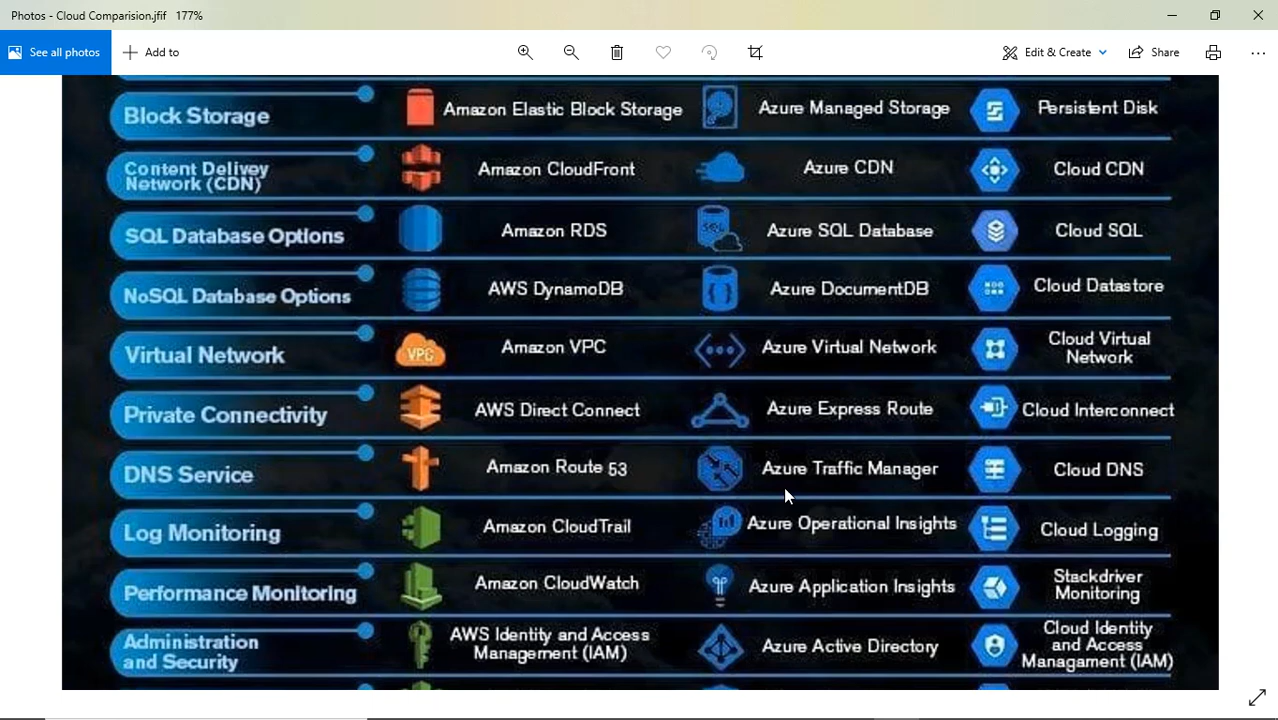 Photos - Cloud Comparision.jfif 177%
See all photos Add to Edit & Create Share
Block Storage Amazon Elastic Block Storage Azure Managed Storage Persistent Disk
Content Delivey
Network (CDN) Amazon CloudFront Azure CDN Cloud CDN
SQL Database Options Amazon RDS SQL Azure SQL Database Cloud SQL
NoSQL Database Options AWS DynamoDB Azure DocumentDB Cloud Datastore
Virtual Network VPC Amazon VPC Azure Virtual Network Cloud Virtual
Network
Private Connectivity AWS Direct Connect Azure Express Route Cloud Interconnect
DNS Service Amazon Route 53 Azure Traffic Manager Cloud DNS
Log Monitoring Amazon CloudTrail Azure Operational Insights Cloud Logging
Performance Monitoring Amazon CloudWatch Azure Application Insights Stackdriver
Monitoring
Administration
and Security AWS Identity and Access
Management (IAM) Azure Active Directory Cloud Identity
and Access
Managament (IAM)